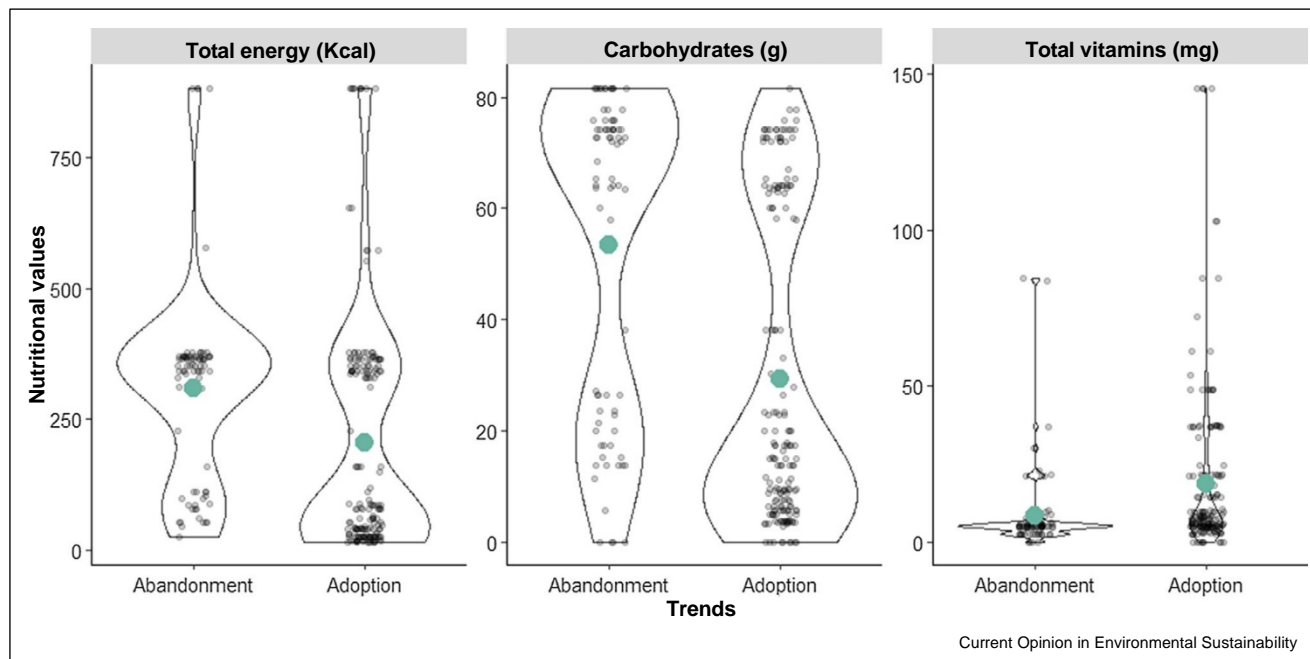 Total energy (Kcal)
Carbohydrates (g)
Total vitamins (mg)
Nutritional values
750
500
250
0
80
60
40
20
0
150
100
50
0
Abandonment
Adoption
Abandonment
Adoption
Abandonment
Adoption
Trends
Current Opinion in Environmental Sustainability